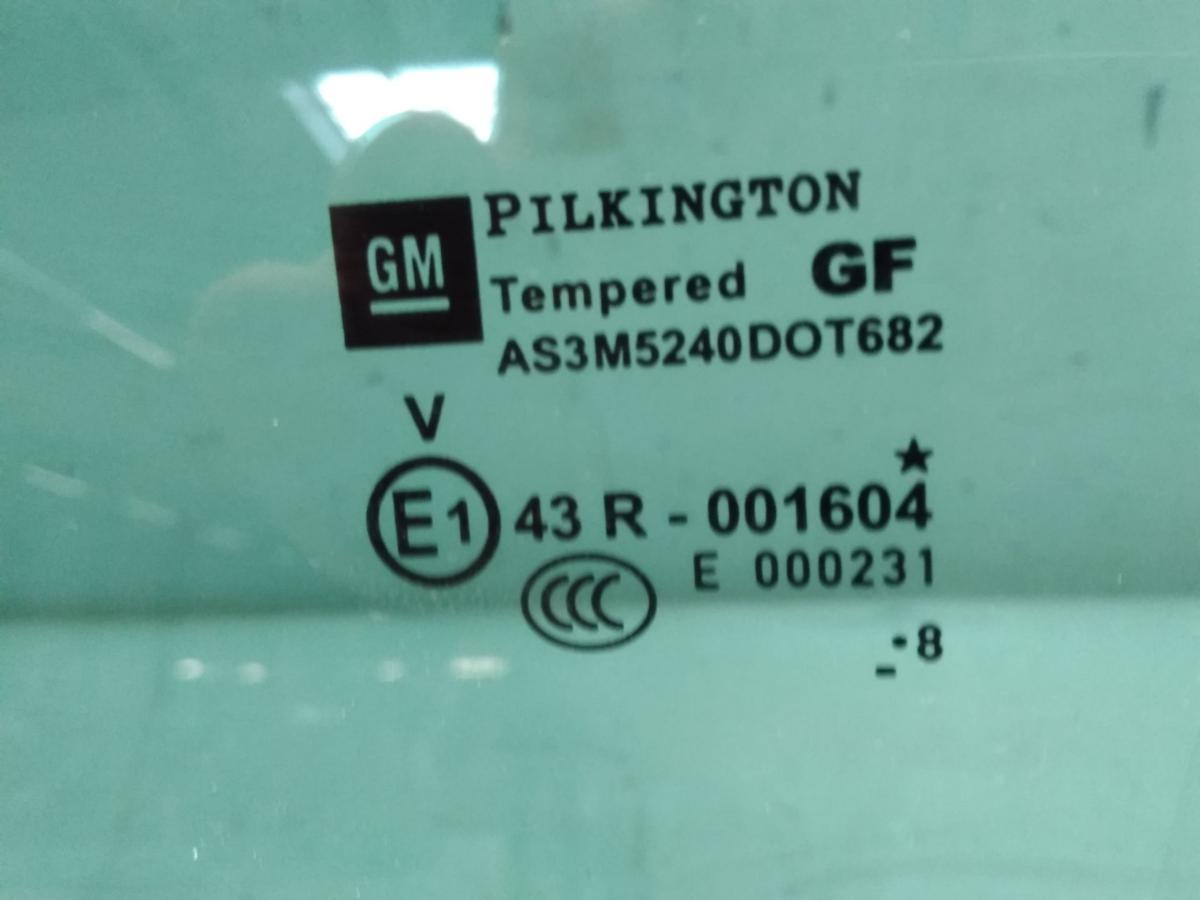 GM
PILKINGTON
Tempered GF
AS3M5240DOT682
V
E1 43 R - 001604
CCC
E 000231
8